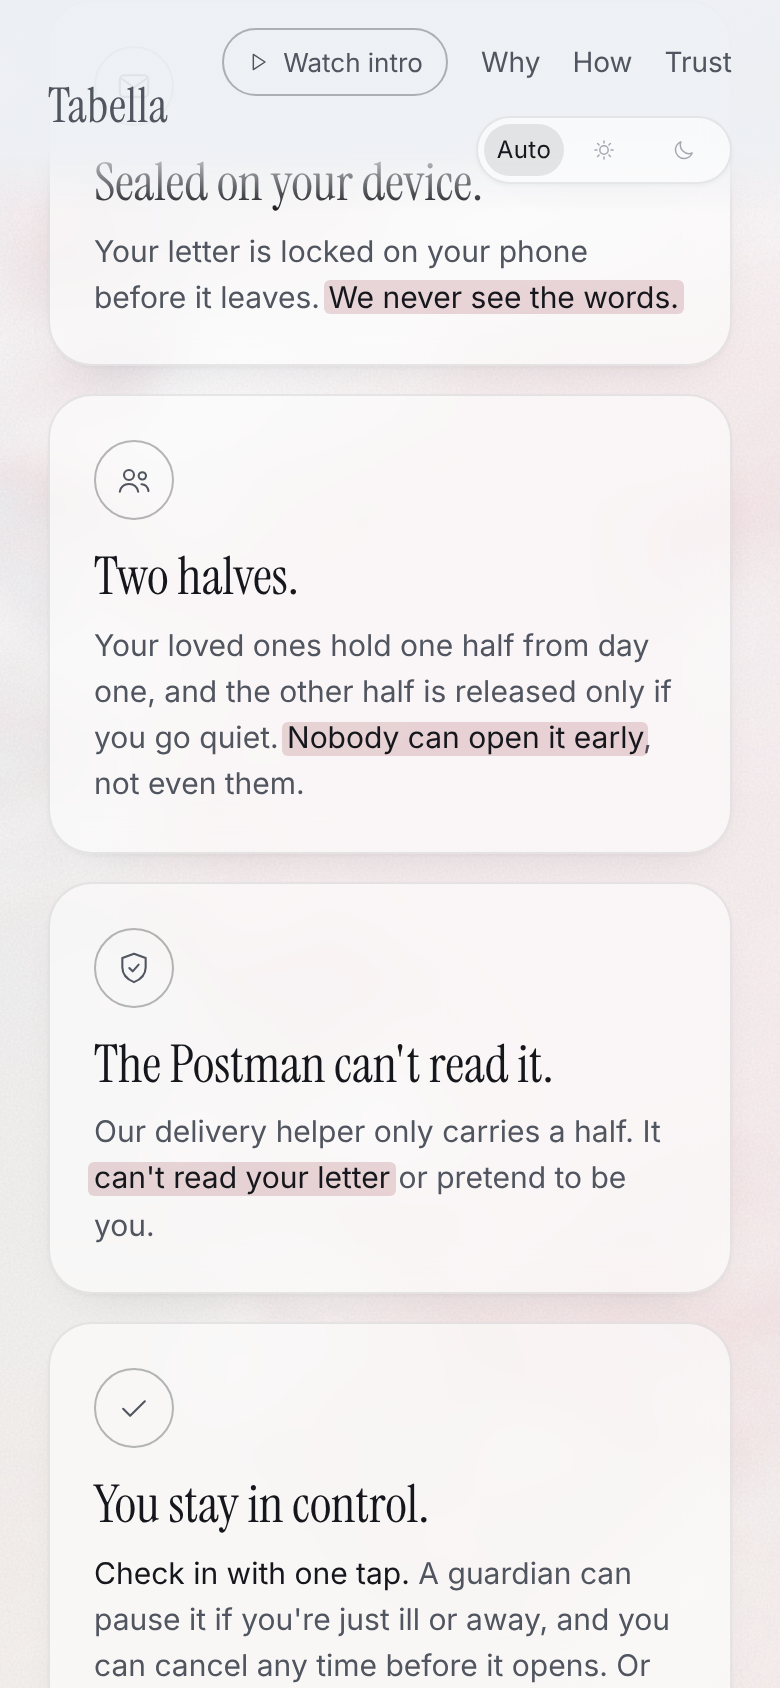 Watch intro
Why
How
Trust
Tabella
Auto
Sealed on your device.
Your letter is locked on your phone
before it leaves. We never see the words.
Two halves.
Your loved ones hold one half from day
one, and the other half is released only if
you go quiet. Nobody can open it early,
not even them.
The Postman can't read it.
Our delivery helper only carries a half. It
can't read your letter or pretend to be
you.
You stay in control.
Check in with one tap. A guardian can
pause it if you're just ill or away, and you
can cancel any time before it opens. Or